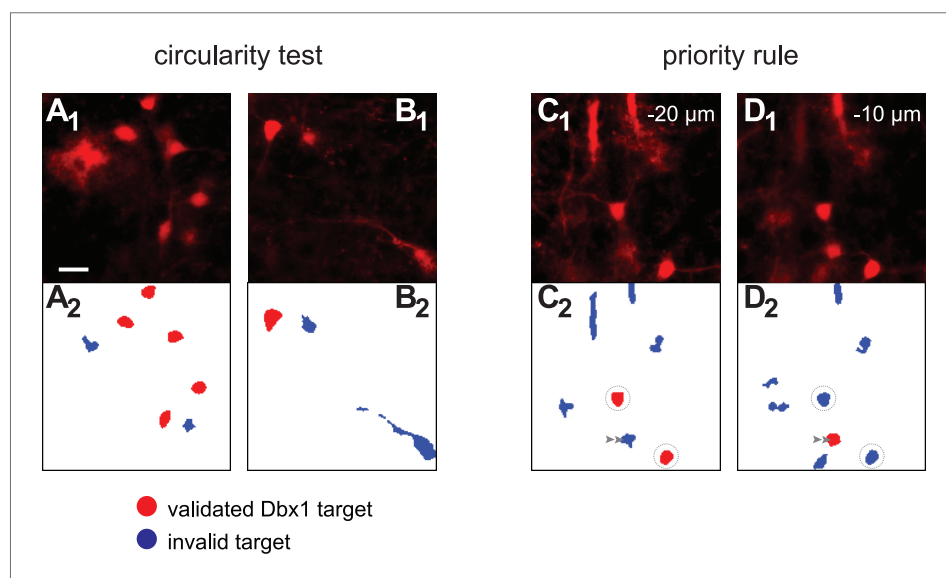 circularity test
priority rule
A1
B1
C1
-20 µm
D1
-10 µm
A2
B2
C2
D2
validated Dbx1 target
invalid target